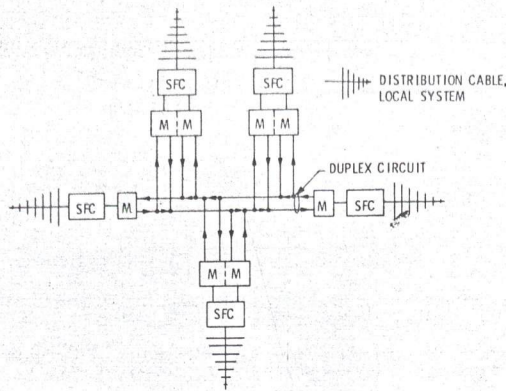 SFC
SFC
M M
M M
DISTRIBUTION CABLE,
LOCAL SYSTEM
DUPLEX CIRCUIT
SFC
M
M
SFC
M M
SFC